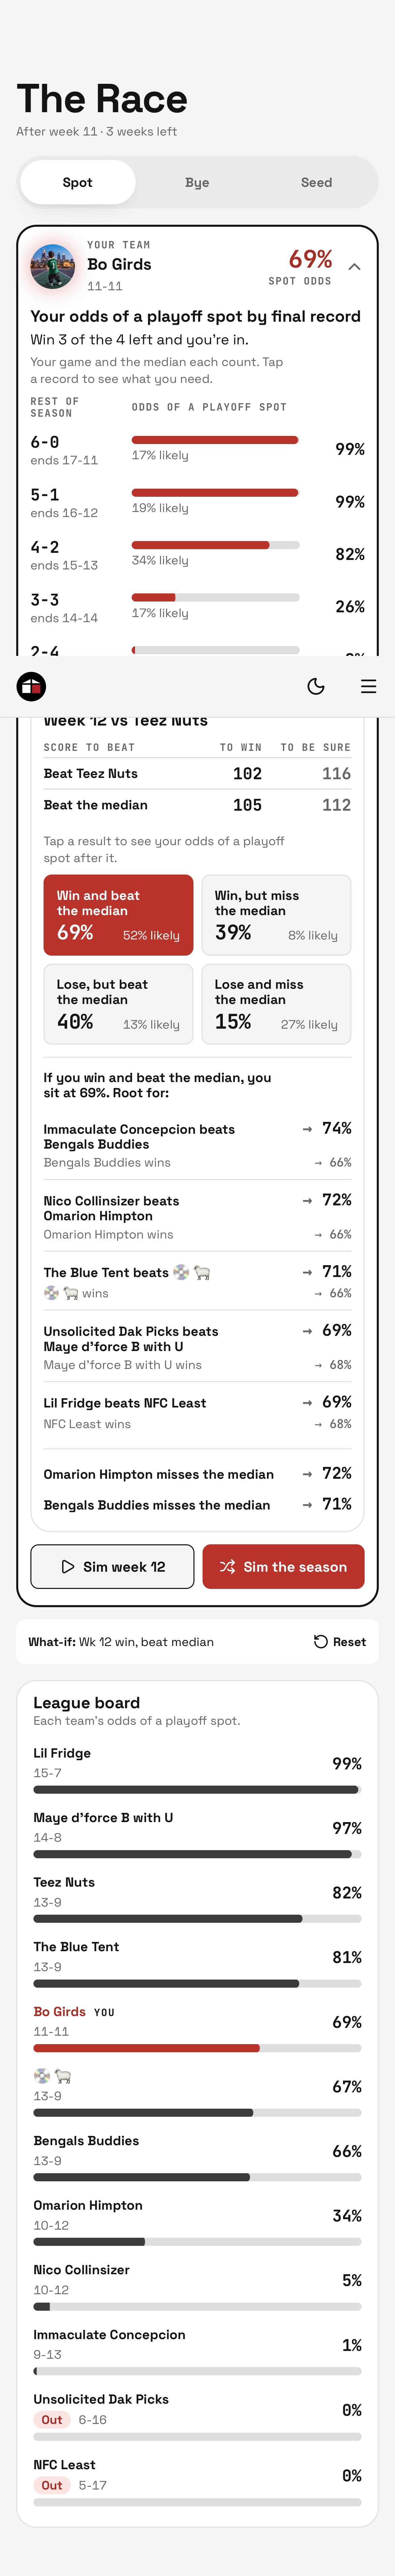 The Race
After week 11 · 3 weeks left
Spot
Bye
Seed
YOUR TEAM
Bo Girds
11-11
69%
SPOT ODDS
Your odds of a playoff spot by final record
Win 3 of the 4 left and you're in.
Your game and the median each count. Tap
a record to see what you need.
REST OF
SEASON
ODDS OF A PLAYOFF SPOT
6-0
ends 17-11
17% likely
99%
5-1
ends 16-12
19% likely
99%
4-2
ends 15-13
34% likely
82%
3-3
ends 14-14
17% likely
26%
2-4
Week 12 vs Teez Nuts
SCORE TO BEAT
TO WIN
TO BE SURE
Beat Teez Nuts
102
116
Beat the median
105
112
Tap a result to see your odds of a playoff
spot after it.
Win and beat
the median
69%
52% likely
Win, but miss
the median
39%
8% likely
Lose, but beat
the median
40%
13% likely
Lose and miss
the median
15%
27% likely
If you win and beat the median, you
sit at 69%. Root for:
Immaculate Concepcion beats
Bengals Buddies
→ 74%
Bengals Buddies wins
→ 66%
Nico Collinsizer beats
Omarion Himpton
→ 72%
Omarion Himpton wins
→ 66%
The Blue Tent beats 💿 🐑
→ 71%
💿 🐑 wins
→ 66%
Unsolicited Dak Picks beats
Maye d'force B with U
→ 69%
Maye d'force B with U wins
→ 68%
Lil Fridge beats NFC Least
→ 69%
NFC Least wins
→ 68%
Omarion Himpton misses the median
→ 72%
Bengals Buddies misses the median
→ 71%
Sim week 12
Sim the season
What-if: Wk 12 win, beat median
Reset
League board
Each team's odds of a playoff spot.
Lil Fridge
15-7
99%
Maye d'force B with U
14-8
97%
Teez Nuts
13-9
82%
The Blue Tent
13-9
81%
Bo Girds YOU
11-11
69%
💿 🐑
13-9
67%
Bengals Buddies
13-9
66%
Omarion Himpton
10-12
34%
Nico Collinsizer
10-12
5%
Immaculate Concepcion
9-13
1%
Unsolicited Dak Picks
Out 6-16
0%
NFC Least
Out 5-17
0%